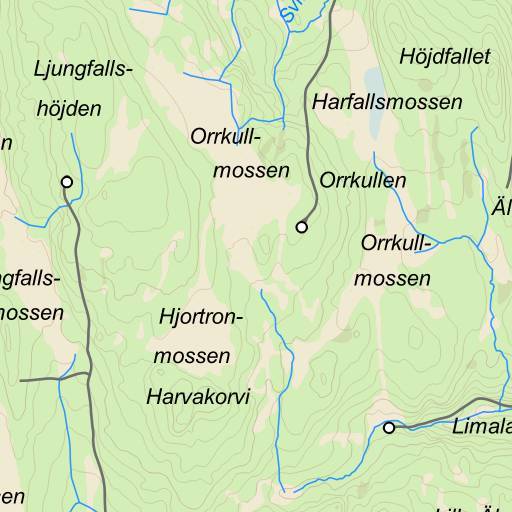 Höjdfallet
Ljungfalls-
höjden
Harfallsmossen
Orrkull-
mossen
Orrkullen
Orrkull-
mossen
Hjortron-
mossen
Harvakorvi